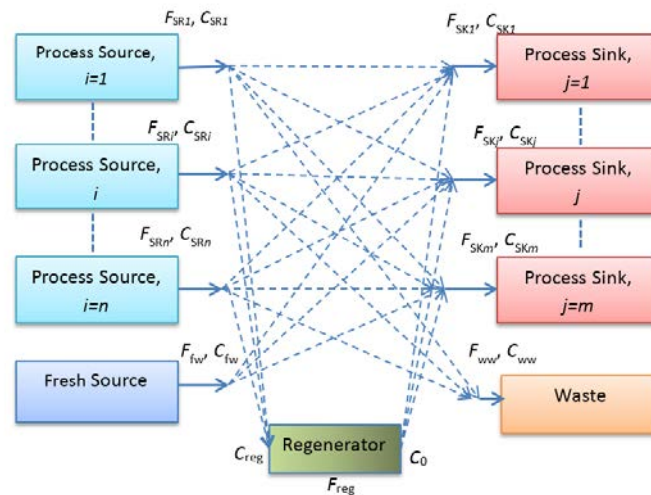 F_SR1, C_SR1
F_SK1, C_SK1
Process Source,
i=1
Process Sink,
j=1
F_SRi, C_SRi
F_SKj, C_SKj
Process Source,
i
Process Sink,
j
F_SRn, C_SRn
F_SKm, C_SKm
Process Source,
i=n
Process Sink,
j=m
F_fw, C_fw
F_ww, C_ww
Fresh Source
Waste
C_reg
Regenerator
C_0
F_reg